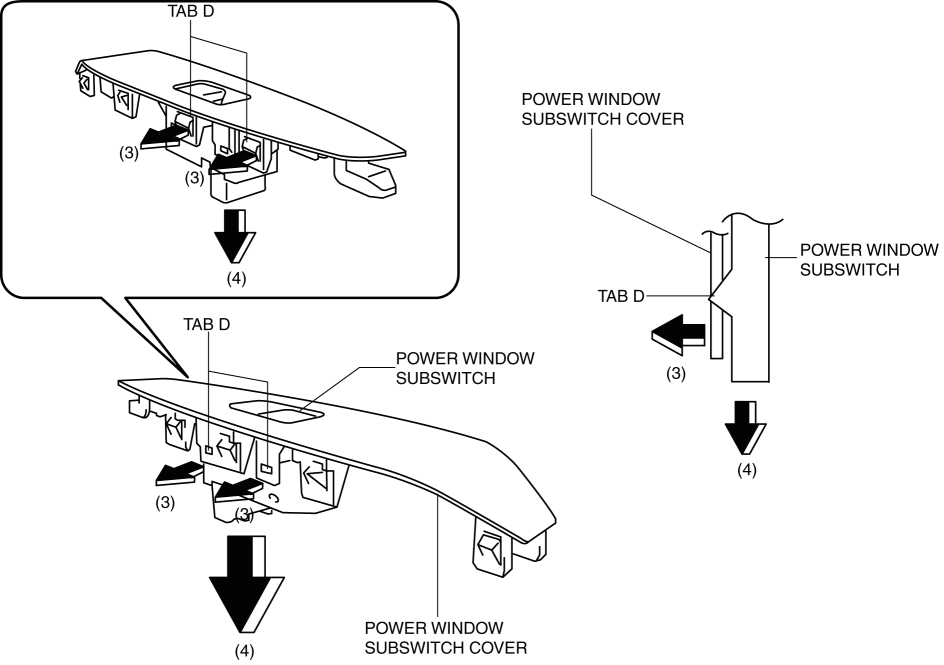 TAB D
(3)
(3)
(4)
POWER WINDOW
SUBSWITCH COVER
POWER WINDOW
SUBSWITCH
TAB D
(3)
(4)
TAB D
POWER WINDOW
SUBSWITCH
(3)
(3)
(4)
POWER WINDOW
SUBSWITCH COVER